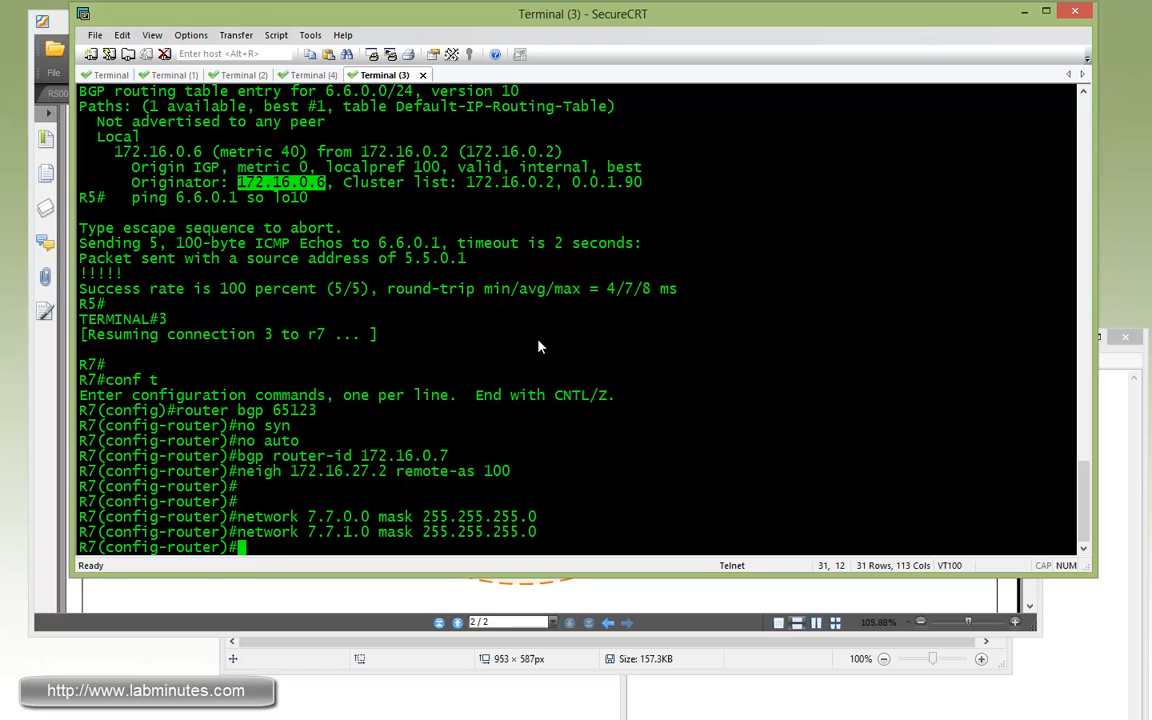 Terminal (3) - SecureCRT
File Edit View Options Transfer Script Tools Help
Enter host <Alt+R>
File
Terminal Terminal (1) Terminal (2) Terminal (4) Terminal (3)
RS00
BGP routing table entry for 6.6.0.0/24, version 10
Paths: (1 available, best #1, table Default-IP-Routing-Table)
Not advertised to any peer
Local
172.16.0.6 (metric 40) from 172.16.0.2 (172.16.0.2)
Origin IGP, metric 0, localpref 100, valid, internal, best
Originator: 172.16.0.6, Cluster list: 172.16.0.2, 0.0.1.90
R5#   ping 6.6.0.1 so lo10
Type escape sequence to abort.
Sending 5, 100-byte ICMP Echos to 6.6.0.1, timeout is 2 seconds:
Packet sent with a source address of 5.5.0.1
!!!!!
Success rate is 100 percent (5/5), round-trip min/avg/max = 4/7/8 ms
R5#
TERMINAL#3
[Resuming connection 3 to r7 ... ]
R7#
R7#conf t
Enter configuration commands, one per line.  End with CNTL/Z.
R7(config)#router bgp 65123
R7(config-router)#no syn
R7(config-router)#no auto
R7(config-router)#bgp router-id 172.16.0.7
R7(config-router)#neigh 172.16.27.2 remote-as 100
R7(config-router)#
R7(config-router)#
R7(config-router)#network 7.7.0.0 mask 255.255.255.0
R7(config-router)#network 7.7.1.0 mask 255.255.255.0
R7(config-router)#
Ready Telnet 31, 12 31 Rows, 113 Cols VT100 CAP NUM
2 / 2 105.88%
953 × 587px Size: 157.3KB 100%
http://www.labminutes.com